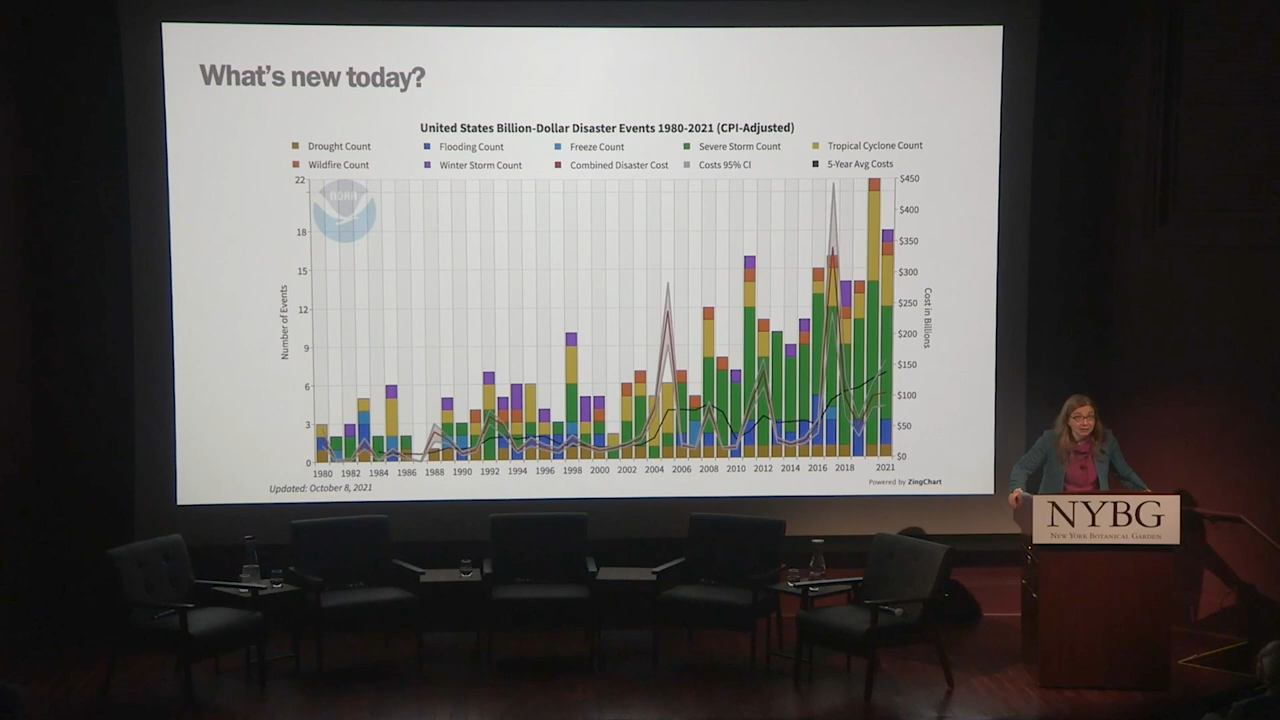 What's new today?
United States Billion-Dollar Disaster Events 1980-2021 (CPI-Adjusted)
Drought Count Flooding Count Freeze Count Severe Storm Count Tropical Cyclone Count
Wildfire Count Winter Storm Count Combined Disaster Cost Costs 95% CI 5-Year Avg Costs
NOAA
Number of Events
22
18
15
12
9
6
3
0
$450
$400
$350
$300
$250
$200
$150
$100
$50
$0
Cost in Billions
1980 1982 1984 1986 1988 1990 1992 1994 1996 1998 2000 2002 2004 2006 2008 2010 2012 2014 2016 2018 2021
Updated: October 8, 2021
Powered by ZingChart
NYBG
New York Botanical Garden